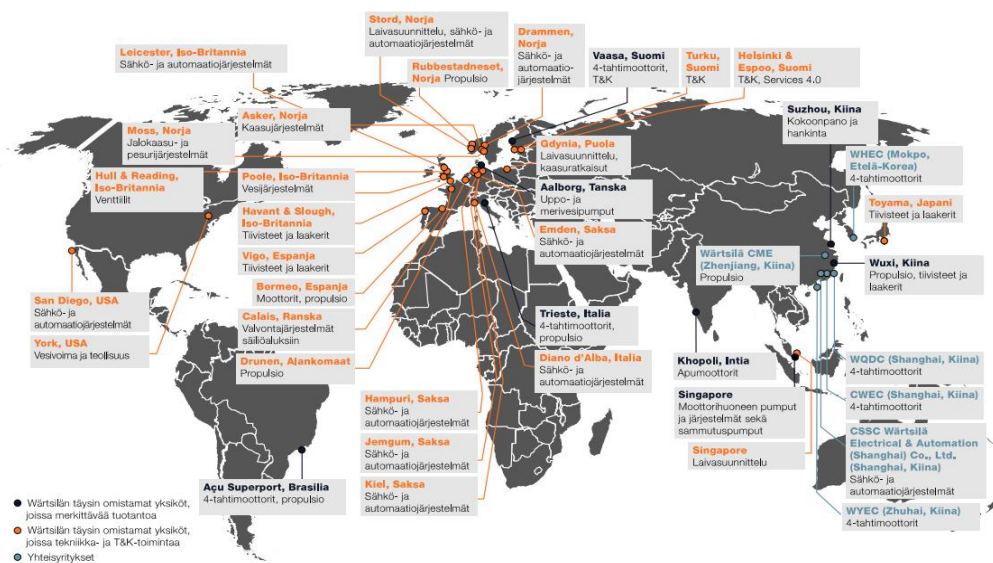 Stord, Norja
Laivasuunnittelu, sähkö- ja
automaatiojärjestelmät
Drammen,
Norja
Sähkö- ja
automaatio-
järjestelmät
Leicester, Iso-Britannia
Sähkö- ja automaatiojärjestelmät
Rubbestadneset,
Norja Propulsio
Vaasa, Suomi
4-tahtimoottorit,
T&K
Turku,
Suomi
T&K
Helsinki &
Espoo, Suomi
T&K, Services 4.0
Suzhou, Kiina
Kokoonpano ja
hankinta
Asker, Norja
Kaasujärjestelmät
Moss, Norja
Jalokaasu- ja
pesurijärjestelmät
Gdynia, Puola
Laivasuunnittelu,
kaasuratkaisut
WHEC (Mokpo,
Etelä-Korea)
4-tahtimoottorit
Hull & Reading,
Iso-Britannia
Venttiilit
Poole, Iso-Britannia
Vesijärjestelmät
Aalborg, Tanska
Uppo- ja
merivesipumput
Toyama, Japani
Tiivisteet ja laakerit
Havant & Slough,
Iso-Britannia
Tiivisteet ja laakerit
Emden, Saksa
Sähkö- ja
automaatiojärjestelmät
Wärtsilä CME
(Zhenjiang, Kiina)
Propulsio
Vigo, Espanja
Tiivisteet ja laakerit
Wuxi, Kiina
Propulsio, tiivisteet ja
laakerit
Bermeo, Espanja
Moottorit, propulsio
San Diego, USA
Sähkö- ja
automaatiojärjestelmät
Calais, Ranska
Valvontajärjestelmät
säiliöaluksiin
Trieste, Italia
4-tahtimoottorit,
propulsio
York, USA
Vesivoima ja teollisuus
Drunen, Alankomaat
Propulsio
Diano d'Alba, Italia
Sähkö- ja
automaatiojärjestelmät
Khopoli, Intia
Apumoottorit
WQDC (Shanghai, Kiina)
4-tahtimoottorit
Hampuri, Saksa
Sähkö- ja
automaatiojärjestelmät
Singapore
Moottorihuoneen pumput
ja järjestelmät sekä
sammutuspumput
CWEC (Shanghai, Kiina)
4-tahtimoottorit
Jemgum, Saksa
Sähkö- ja
automaatiojärjestelmät
Singapore
Laivasuunnittelu
CSSC Wärtsilä
Electrical & Automation
(Shanghai) Co., Ltd.
(Shanghai, Kiina)
Sähkö- ja
automaatiojärjestelmät
Kiel, Saksa
Sähkö- ja
automaatiojärjestelmät
Açu Superport, Brasilia
4-tahtimoottorit, propulsio
WYEC (Zhuhai, Kiina)
4-tahtimoottorit
Wärtsilän täysin omistamat yksiköt,
joissa merkittävää tuotantoa
Wärtsilän täysin omistamat yksiköt,
joissa tekniikka- ja T&K-toimintaa
Yhteisyritykset